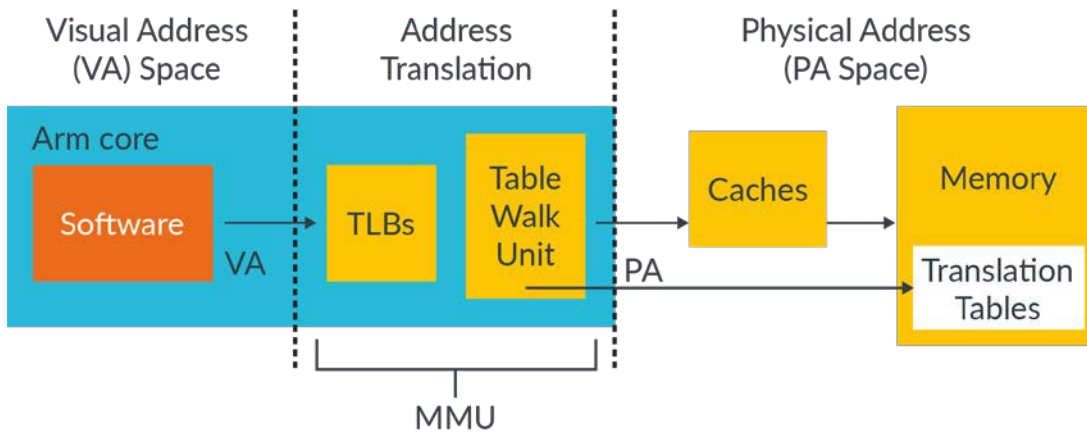 Visual Address
(VA) Space
Address
Translation
Physical Address
(PA Space)
Arm core
Software
VA
TLBs
Table
Walk
Unit
PA
Caches
Memory
Translation
Tables
MMU